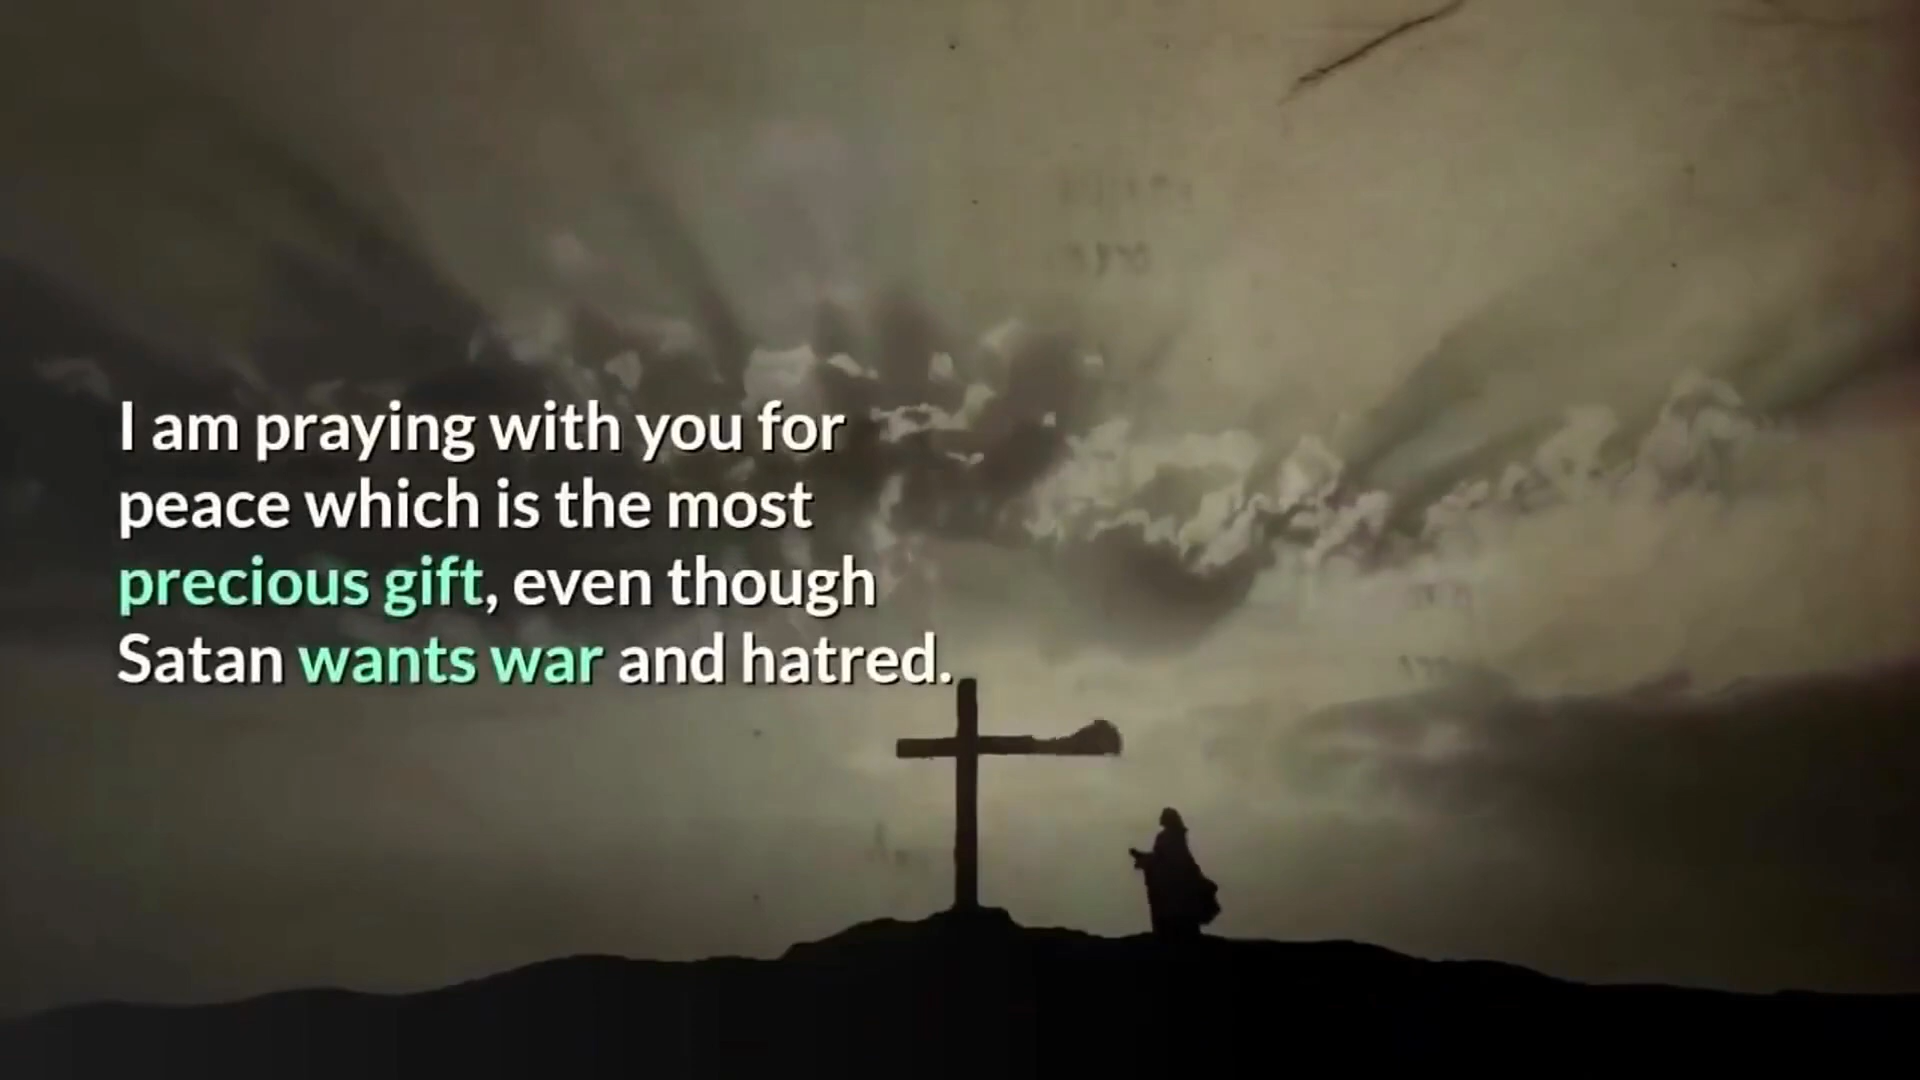 I am praying with you for
peace which is the most
precious gift, even though
Satan wants war and hatred.